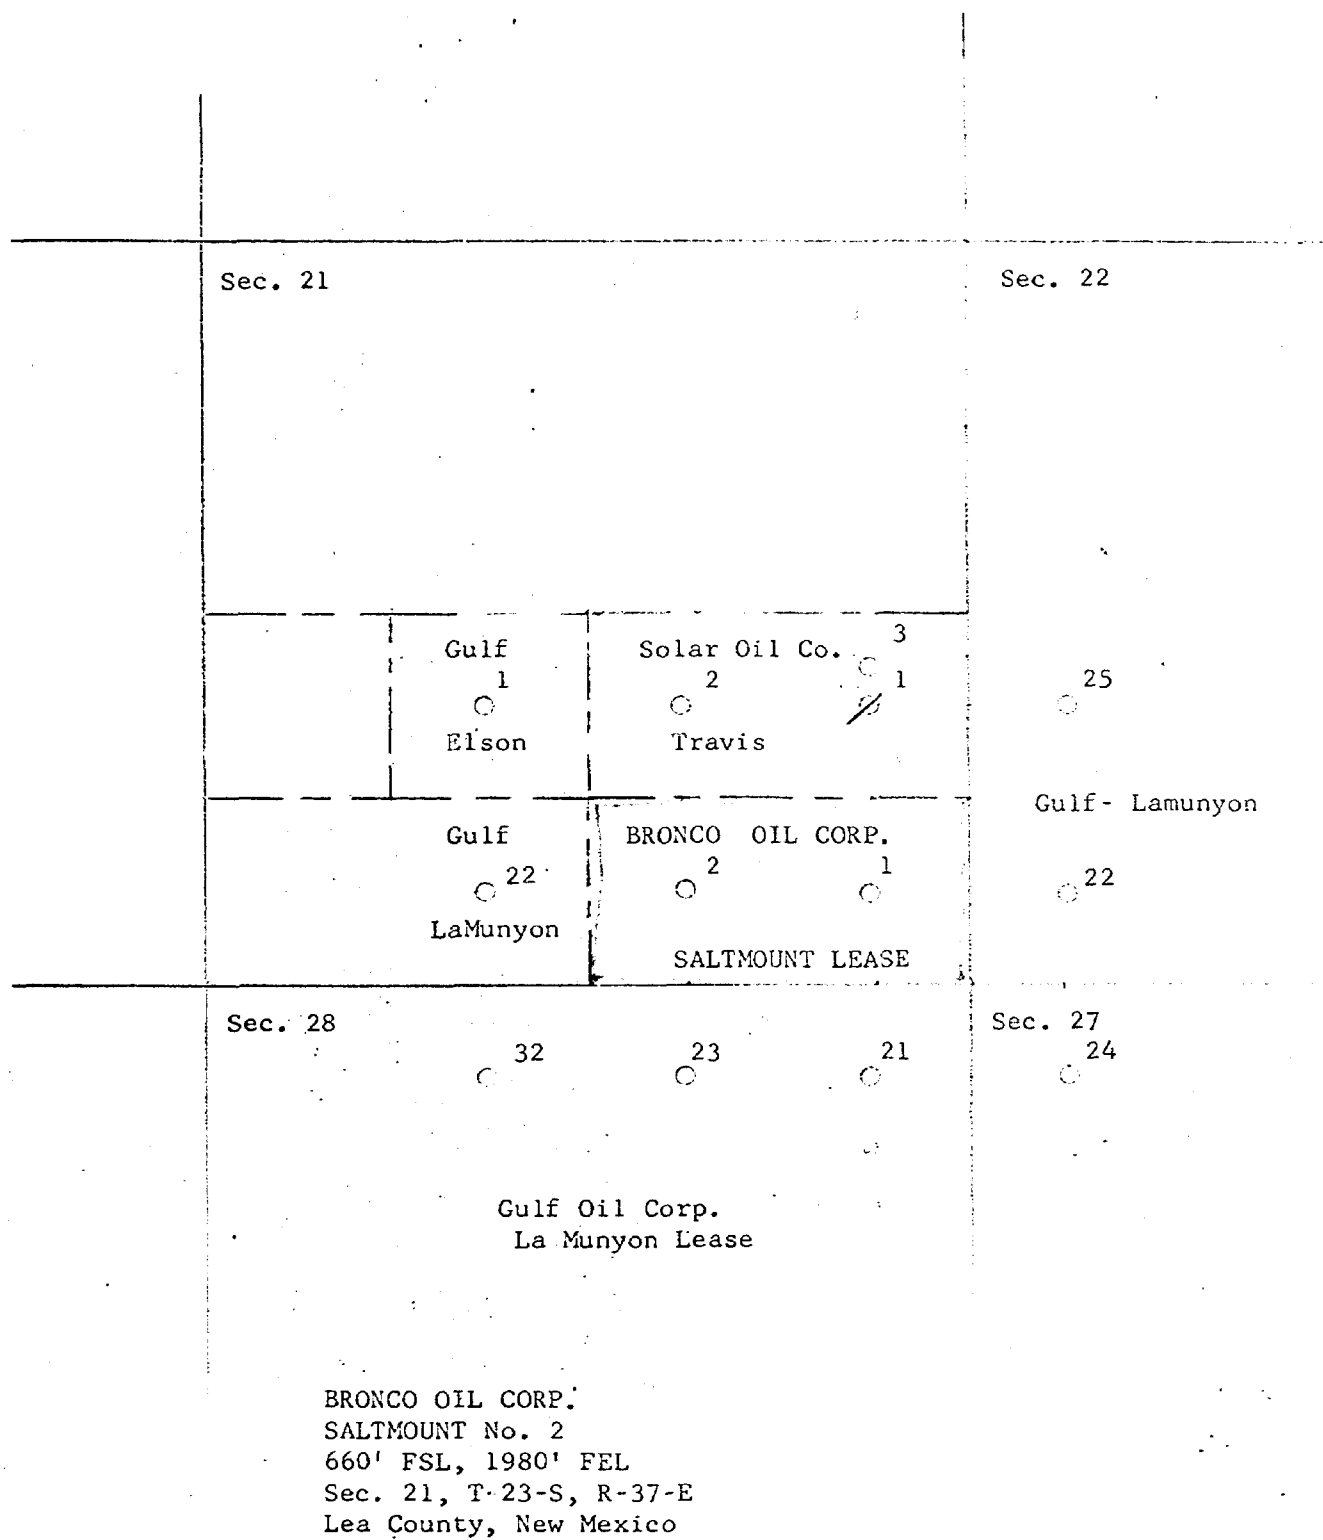 Sec. 21
Sec. 22
Gulf
1
Elson
Solar Oil Co.
3
2
1
Travis
25
Gulf- Lamunyon
Gulf
22
LaMunyon
BRONCO OIL CORP.
2
1
SALTMOUNT LEASE
22
Sec. 28
Sec. 27
32
23
21
24
Gulf Oil Corp.
La Munyon Lease
BRONCO OIL CORP.
SALTMOUNT No. 2
660' FSL, 1980' FEL
Sec. 21, T-23-S, R-37-E
Lea County, New Mexico